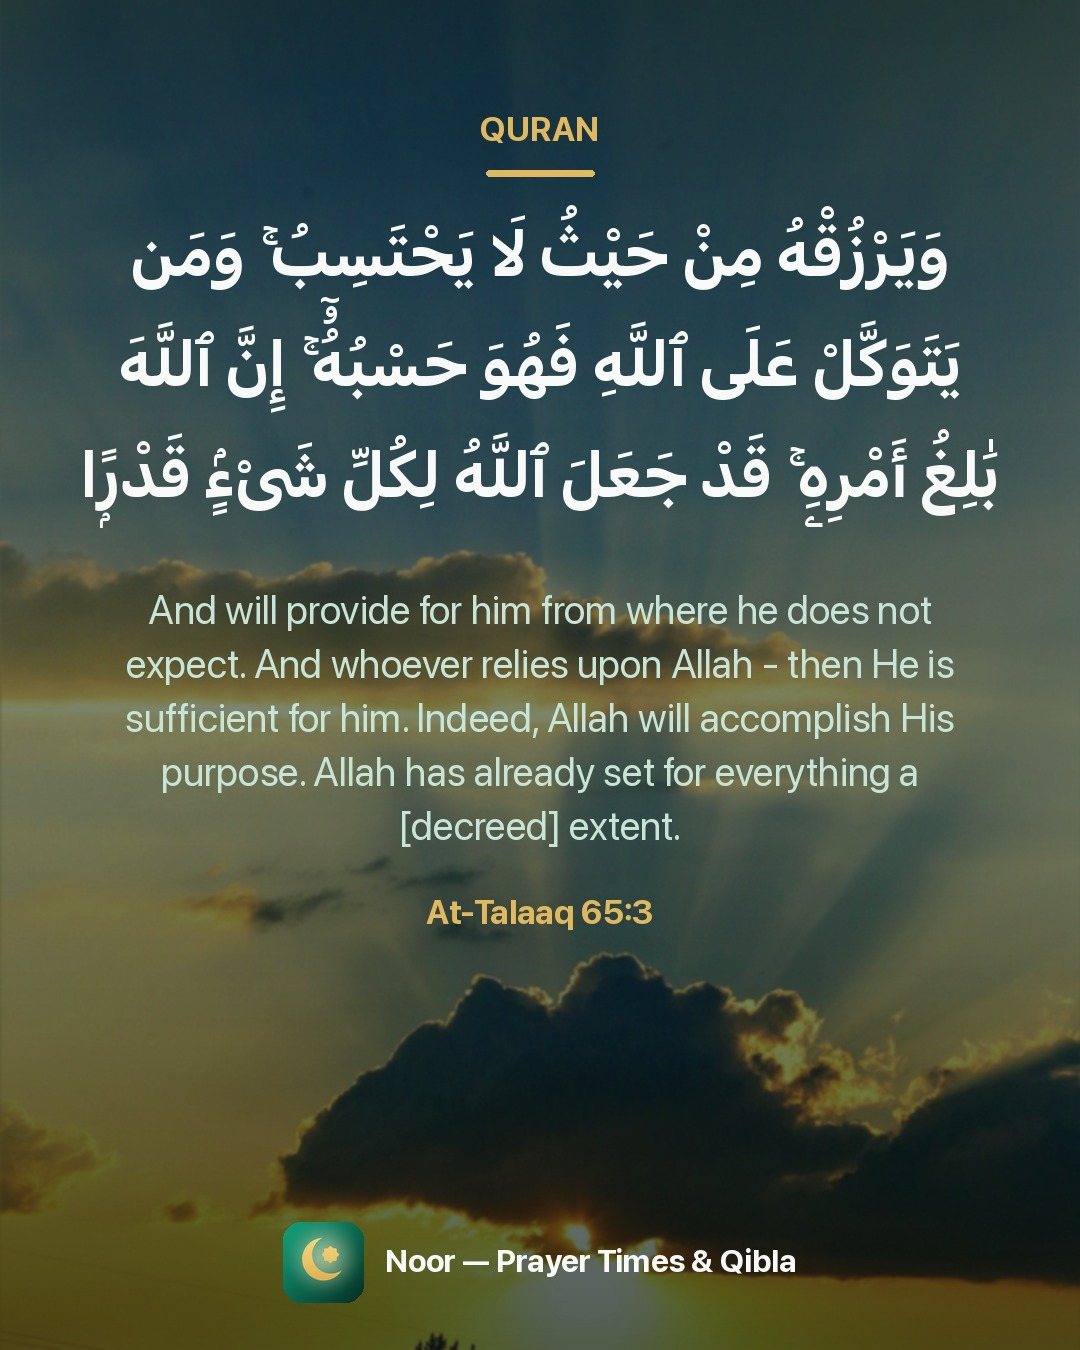 QURAN
وَيَرْزُقْهُ مِنْ حَيْثُ لَا يَحْتَسِبُ ۚ وَمَن
يَتَوَكَّلْ عَلَى ٱللَّهِ فَهُوَ حَسْبُهُۥٓ ۚ إِنَّ ٱللَّهَ
بَٰلِغُ أَمْرِهِۦ ۚ قَدْ جَعَلَ ٱللَّهُ لِكُلِّ شَىْءٍۢ قَدْرًۭا
And will provide for him from where he does not
expect. And whoever relies upon Allah - then He is
sufficient for him. Indeed, Allah will accomplish His
purpose. Allah has already set for everything a
[decreed] extent.
At-Talaaq 65:3
Noor — Prayer Times & Qibla